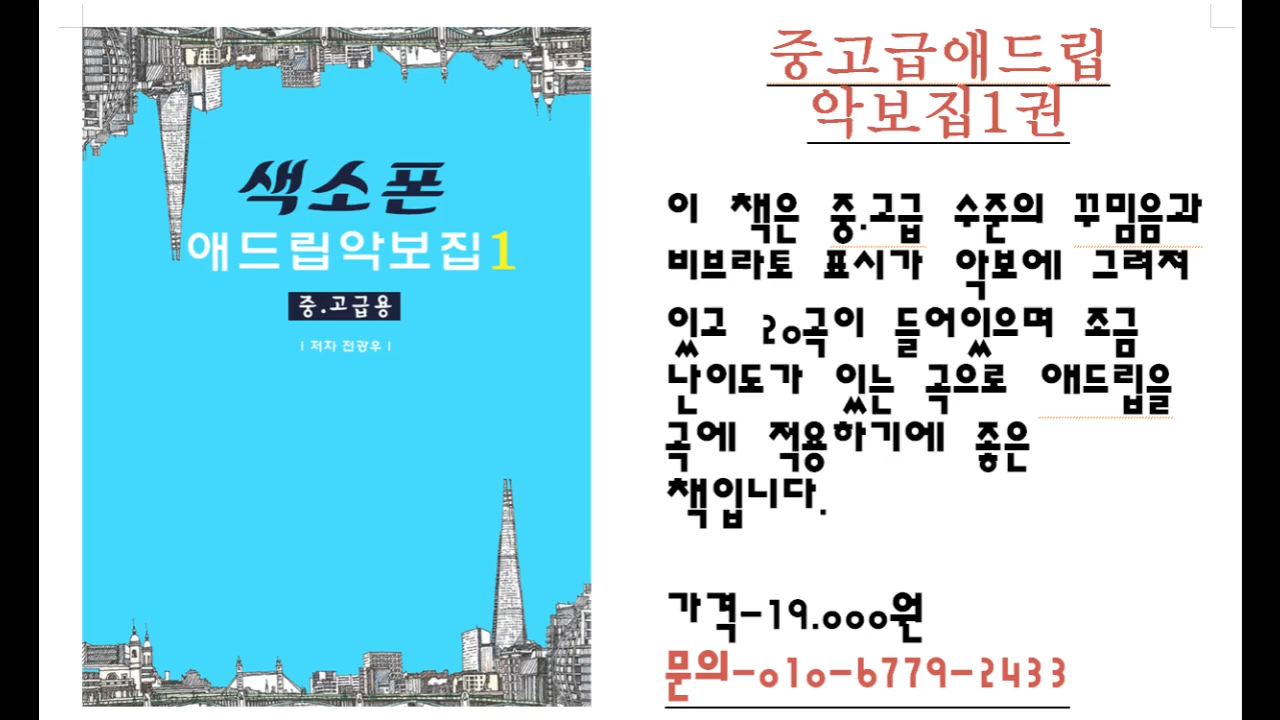 색소폰
애드립악보집1
중.고급용
| 저자 전광우 |
중고급애드립
악보집1권
이 책은 중.고급 수준의 꾸밈음과
비브라토 표시가 악보에 그려져
있고 20곡이 들어있으며 조금
난이도가 있는 곡으로 애드립을
곡에 적용하기에 좋은
책입니다.
가격-19.000원
문의-010-6779-2433